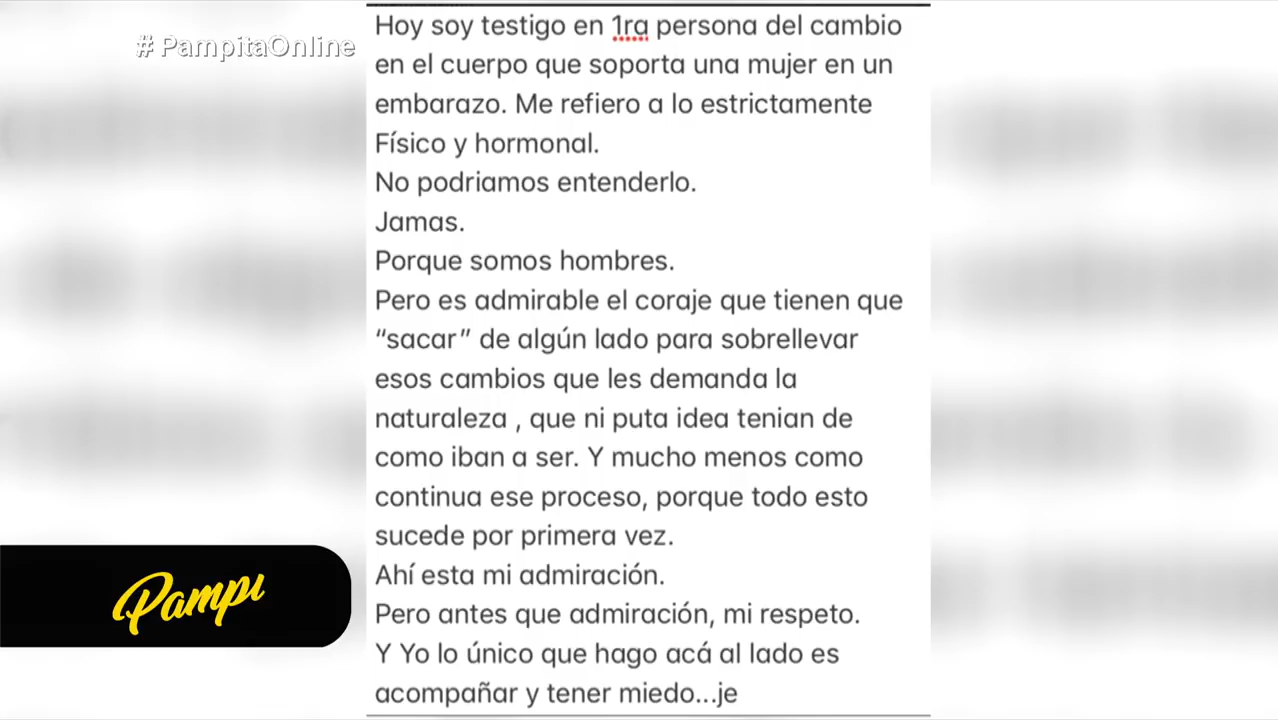 # PampitaOnline
Hoy soy testigo en 1ra persona del cambio
en el cuerpo que soporta una mujer en un
embarazo. Me refiero a lo estrictamente
Físico y hormonal.
No podriamos entenderlo.
Jamas.
Porque somos hombres.
Pero es admirable el coraje que tienen que
“sacar” de algún lado para sobrellevar
esos cambios que les demanda la
naturaleza , que ni puta idea tenian de
como iban a ser. Y mucho menos como
continua ese proceso, porque todo esto
sucede por primera vez.
Ahí esta mi admiración.
Pero antes que admiración, mi respeto.
Y Yo lo único que hago acá al lado es
acompañar y tener miedo...je
Pampi